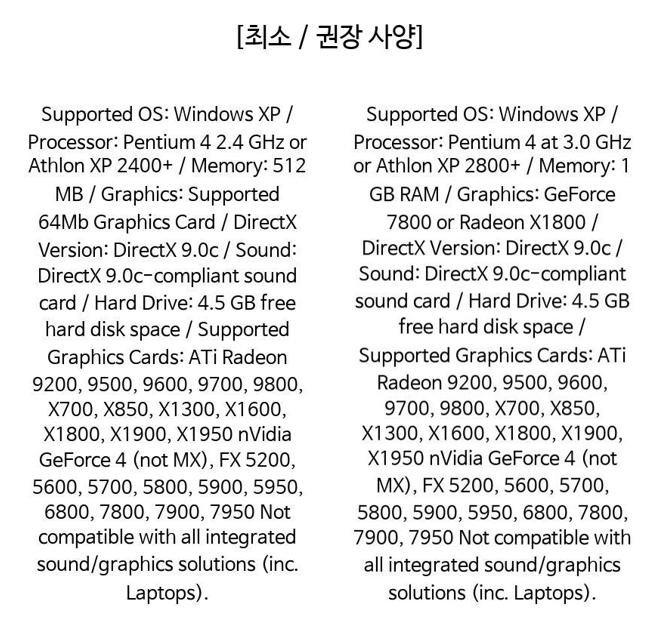 [최소 / 권장 사양]
Supported OS: Windows XP /
Processor: Pentium 4 2.4 GHz or
Athlon XP 2400+ / Memory: 512
MB / Graphics: Supported
64Mb Graphics Card / DirectX
Version: DirectX 9.0c / Sound:
DirectX 9.0c-compliant sound
card / Hard Drive: 4.5 GB free
hard disk space / Supported
Graphics Cards: ATi Radeon
9200, 9500, 9600, 9700, 9800,
X700, X850, X1300, X1600,
X1800, X1900, X1950 nVidia
GeForce 4 (not MX), FX 5200,
5600, 5700, 5800, 5900, 5950,
6800, 7800, 7900, 7950 Not
compatible with all integrated
sound/graphics solutions (inc.
Laptops).
Supported OS: Windows XP /
Processor: Pentium 4 at 3.0 GHz
or Athlon XP 2800+ / Memory: 1
GB RAM / Graphics: GeForce
7800 or Radeon X1800 /
DirectX Version: DirectX 9.0c /
Sound: DirectX 9.0c-compliant
sound card / Hard Drive: 4.5 GB
free hard disk space /
Supported Graphics Cards: ATi
Radeon 9200, 9500, 9600,
9700, 9800, X700, X850,
X1300, X1600, X1800, X1900,
X1950 nVidia GeForce 4 (not
MX), FX 5200, 5600, 5700,
5800, 5900, 5950, 6800, 7800,
7900, 7950 Not compatible with
all integrated sound/graphics
solutions (inc. Laptops).